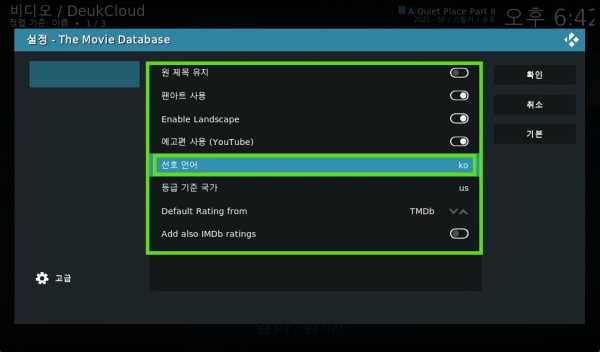 비디오 / DeukCloud
정렬 기준: 이름 • 1 / 3
A Quiet Place Part II
2021 · SF / 스릴러 / 공포
오후 6:42
설정 - The Movie Database
원 제목 유지
팬아트 사용
Enable Landscape
예고편 사용 (YouTube)
선호 언어 ko
등급 기준 국가 us
Default Rating from TMDb
Add also IMDb ratings
확인
취소
기본
고급